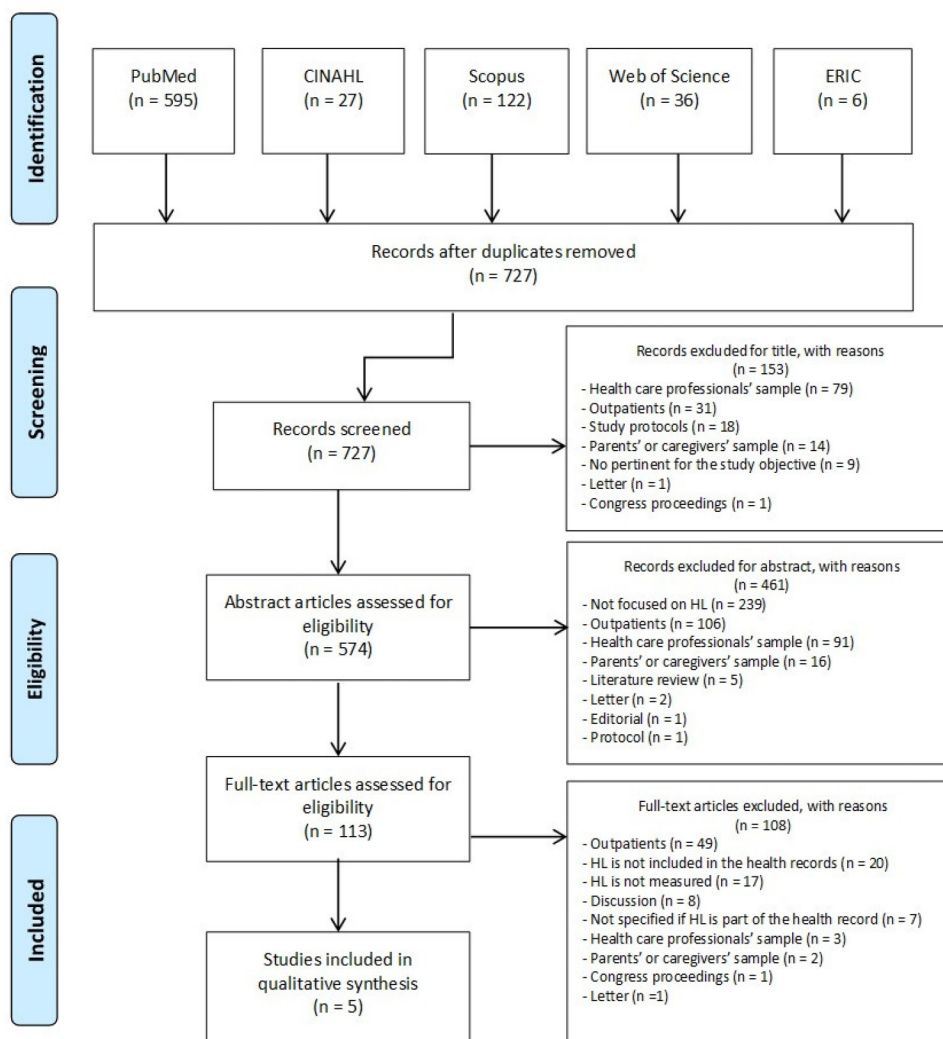 Identification
PubMed
(n = 595)
CINAHL
(n = 27)
Scopus
(n = 122)
Web of Science
(n = 36)
ERIC
(n = 6)
Records after duplicates removed
(n = 727)
Screening
Records screened
(n = 727)
Records excluded for title, with reasons
(n = 153)
- Health care professionals’ sample (n = 79)
- Outpatients (n = 31)
- Study protocols (n = 18)
- Parents’ or caregivers’ sample (n = 14)
- No pertinent for the study objective (n = 9)
- Letter (n = 1)
- Congress proceedings (n = 1)
Eligibility
Abstract articles assessed for
eligibility
(n = 574)
Records excluded for abstract, with reasons
(n = 461)
- Not focused on HL (n = 239)
- Outpatients (n = 106)
- Health care professionals’ sample (n = 91)
- Parents’ or caregivers’ sample (n = 16)
- Literature review (n = 5)
- Letter (n = 2)
- Editorial (n = 1)
- Protocol (n = 1)
Full-text articles assessed for
eligibility
(n = 113)
Full-text articles excluded, with reasons
(n = 108)
- Outpatients (n = 49)
- HL is not included in the health records (n = 20)
- HL is not measured (n = 17)
- Discussion (n = 8)
- Not specified if HL is part of the health record (n = 7)
- Health care professionals’ sample (n = 3)
- Parents’ or caregivers’ sample (n = 2)
- Congress proceedings (n = 1)
- Letter (n =1)
Included
Studies included in
qualitative synthesis
(n = 5)